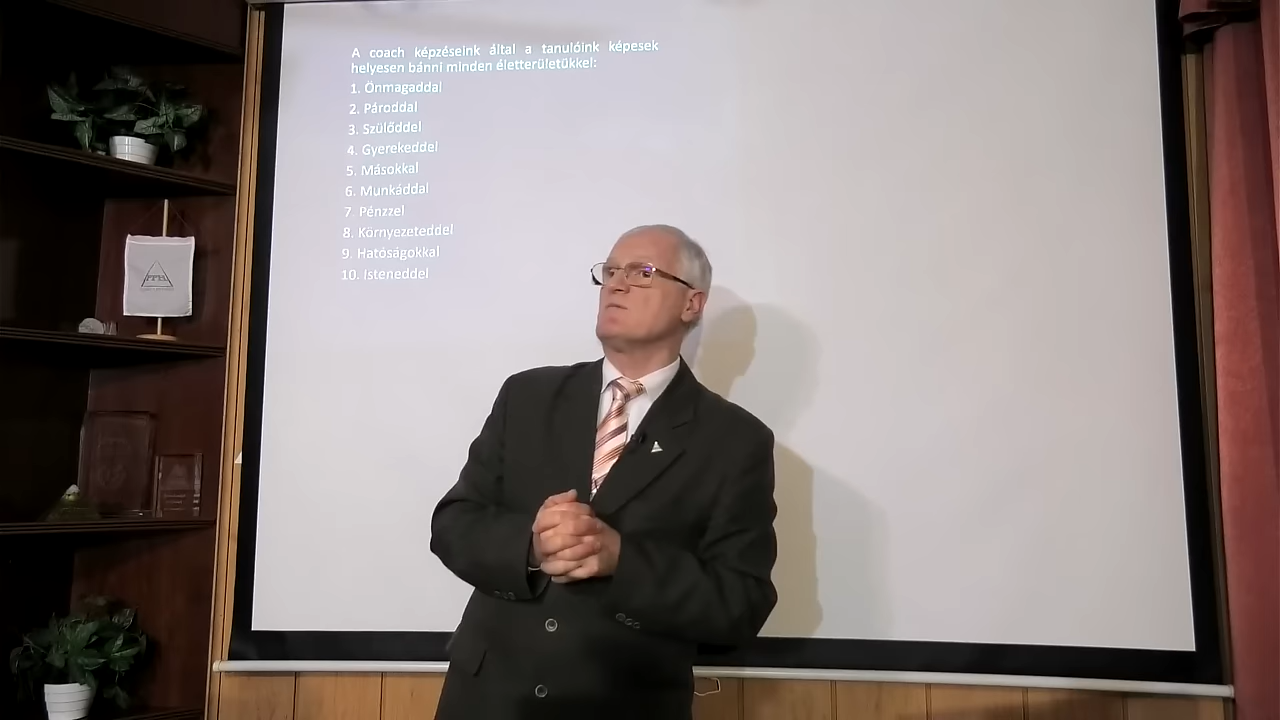 A coach képzéseink által a tanulóink képesek
helyesen bánni minden életterületükkel:
1. Önmagaddal
2. Pároddal
3. Szülőddel
4. Gyerekeddel
5. Másokkal
6. Munkáddal
7. Pénzzel
8. Környezeteddel
9. Hatóságokkal
10. Isteneddel